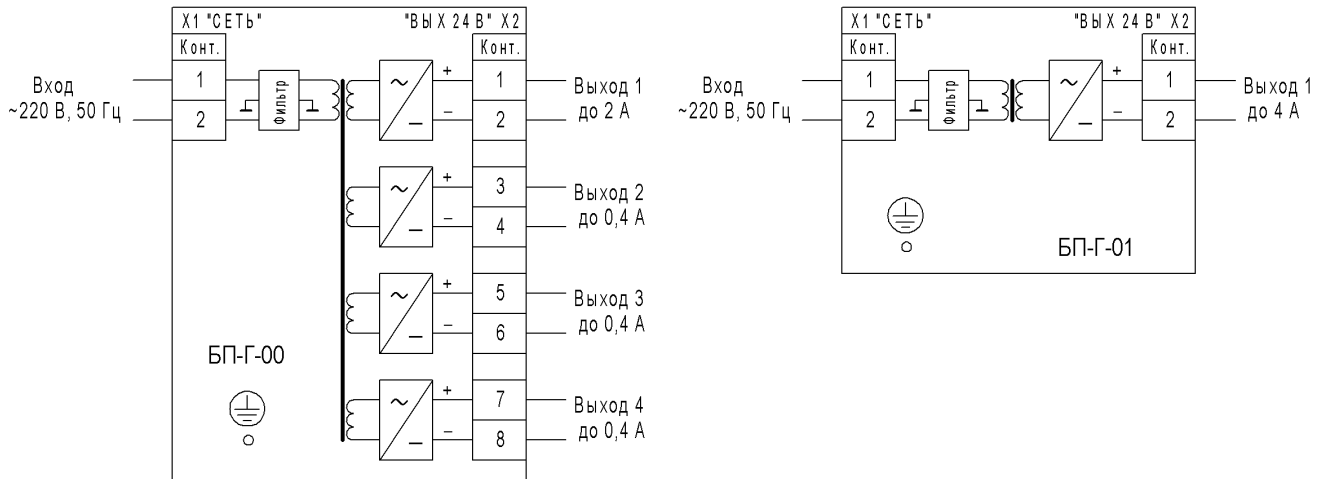 X1 "СЕТЬ"
"ВЫХ 24 В" X2
Конт.
Конт.
Вход
~220 В, 50 Гц
1
2
Фильтр
~
—
+
1
–
2
Выход 1
до 2 А
~
—
+
3
–
4
Выход 2
до 0,4 А
~
—
+
5
–
6
Выход 3
до 0,4 А
~
—
+
7
–
8
Выход 4
до 0,4 А
БП-Г-00
X1 "СЕТЬ"
"ВЫХ 24 В" X2
Конт.
Конт.
Вход
~220 В, 50 Гц
1
2
Фильтр
~
—
+
1
–
2
Выход 1
до 4 А
БП-Г-01